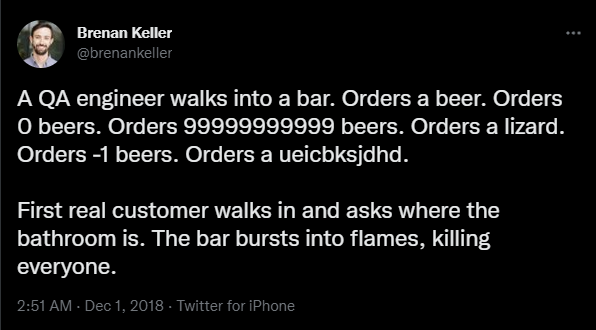 Brenan Keller
@brenankeller
A QA engineer walks into a bar. Orders a beer. Orders
0 beers. Orders 99999999999 beers. Orders a lizard.
Orders -1 beers. Orders a ueicbksjdhd.
First real customer walks in and asks where the
bathroom is. The bar bursts into flames, killing
everyone.
2:51 AM · Dec 1, 2018 · Twitter for iPhone